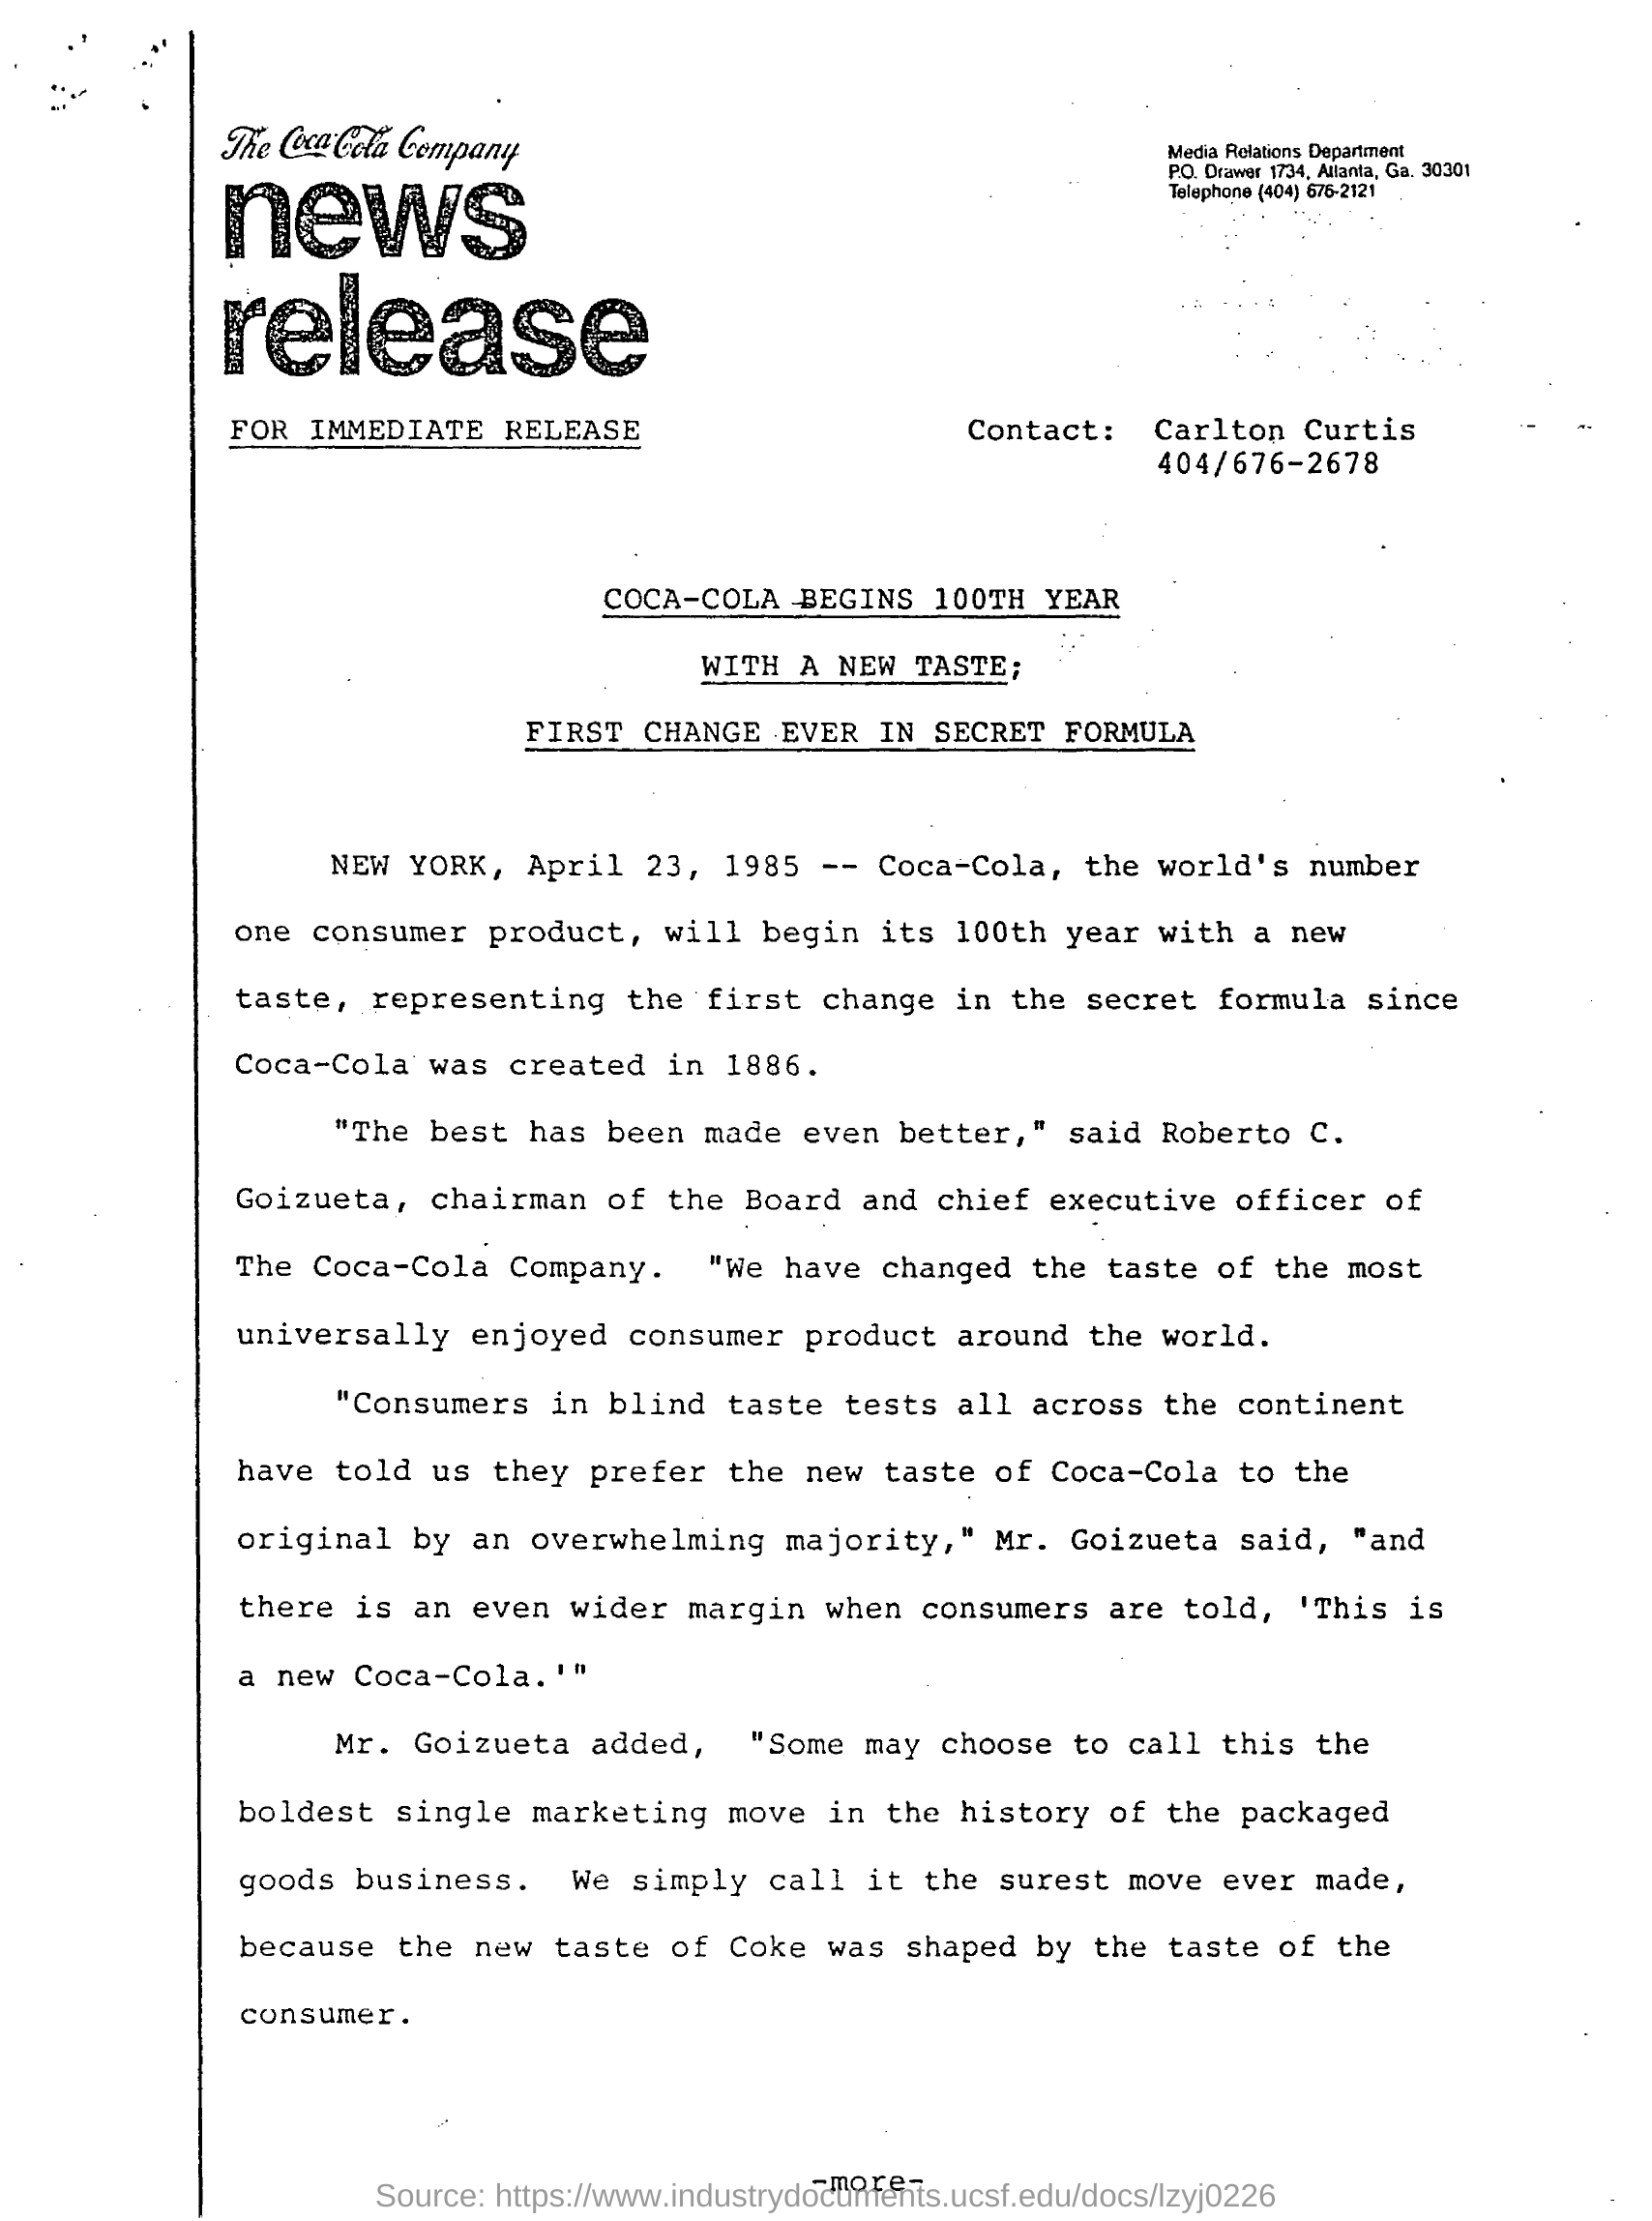 The Coca-Cola Company
news
release
Media Relations Department
P.O. Drawer 1734, Atlanta, Ga. 30301
Telephone (404) 676-2121
FOR IMMEDIATE RELEASE
Contact: Carlton Curtis
404/676-2678
COCA-COLA BEGINS 100TH YEAR
WITH A NEW TASTE;
FIRST CHANGE EVER IN SECRET FORMULA
NEW YORK, April 23, 1985 -- Coca-Cola, the world's number
one consumer product, will begin its 100th year with a new
taste, representing the first change in the secret formula since
Coca-Cola was created in 1886.
"The best has been made even better," said Roberto C.
Goizueta, chairman of the Board and chief executive officer of
The Coca-Cola Company. "We have changed the taste of the most
universally enjoyed consumer product around the world.
"Consumers in blind taste tests all across the continent
have told us they prefer the new taste of Coca-Cola to the
original by an overwhelming majority," Mr. Goizueta said, "and
there is an even wider margin when consumers are told, 'This is
a new Coca-Cola.'"
Mr. Goizueta added, "Some may choose to call this the
boldest single marketing move in the history of the packaged
goods business. We simply call it the surest move ever made,
because the new taste of Coke was shaped by the taste of the
consumer.
-more-
Source: https://www.industrydocuments.ucsf.edu/docs/lzyj0226